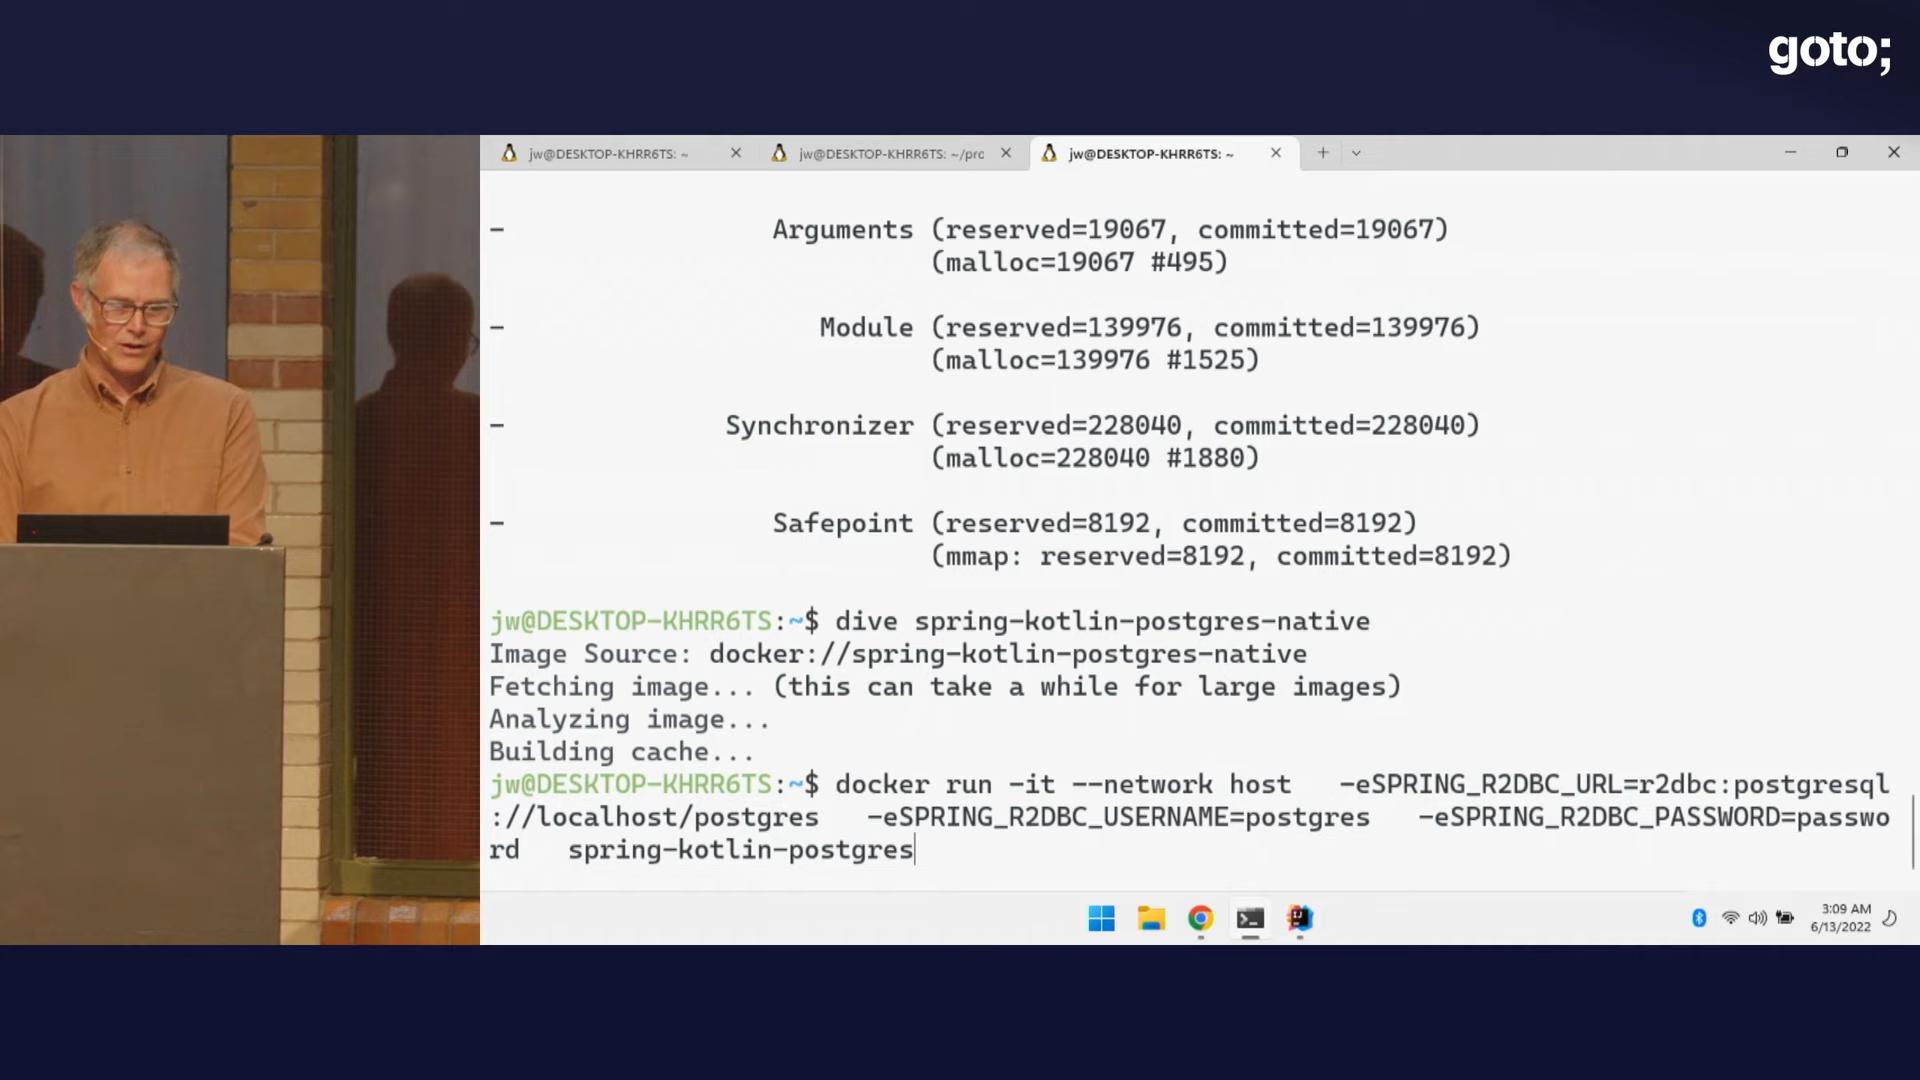 goto;
jw@DESKTOP-KHRR6TS: ~
jw@DESKTOP-KHRR6TS: ~/pro
jw@DESKTOP-KHRR6TS: ~
- Arguments (reserved=19067, committed=19067)
(malloc=19067 #495)
- Module (reserved=139976, committed=139976)
(malloc=139976 #1525)
- Synchronizer (reserved=228040, committed=228040)
(malloc=228040 #1880)
- Safepoint (reserved=8192, committed=8192)
(mmap: reserved=8192, committed=8192)
jw@DESKTOP-KHRR6TS:~$ dive spring-kotlin-postgres-native
Image Source: docker://spring-kotlin-postgres-native
Fetching image... (this can take a while for large images)
Analyzing image...
Building cache...
jw@DESKTOP-KHRR6TS:~$ docker run -it --network host   -eSPRING_R2DBC_URL=r2dbc:postgresql
://localhost/postgres   -eSPRING_R2DBC_USERNAME=postgres   -eSPRING_R2DBC_PASSWORD=passwo
rd   spring-kotlin-postgres
3:09 AM
6/13/2022